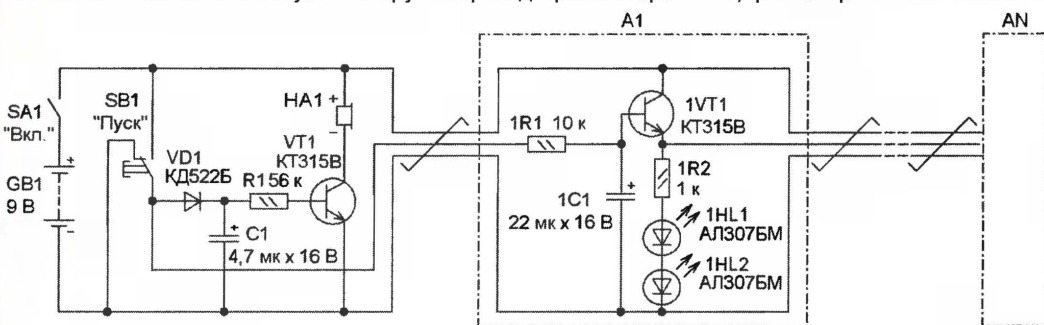 A1
AN
SA1
"Вкл."
GB1
9 В
SB1
"Пуск"
VD1
КД522Б
R1 56 к
C1
4,7 мк x 16 В
HA1
VT1
КТ315В
1R1 10 к
1C1
22 мк x 16 В
1VT1
КТ315В
1R2
1 к
1HL1
АЛ307БМ
1HL2
АЛ307БМ